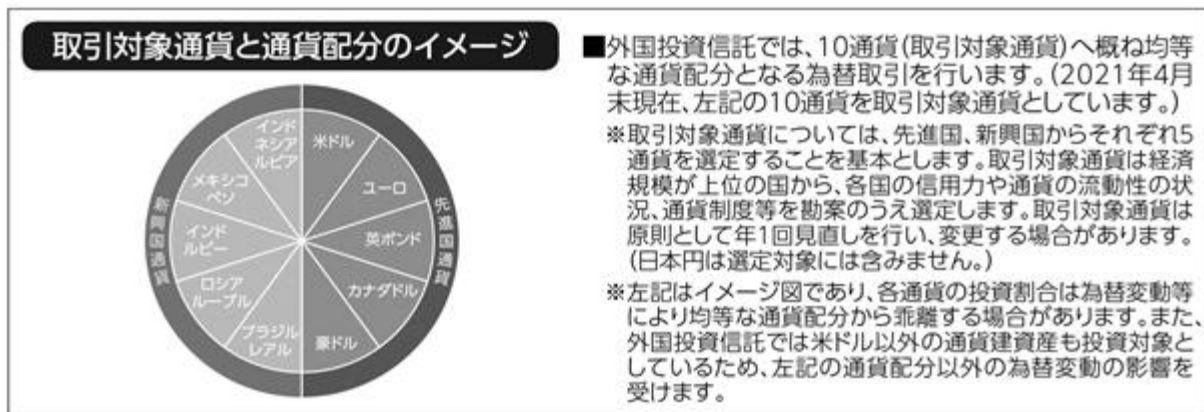 取引対象通貨と通貨配分のイメージ
インド
ネシア
ルピア
米ドル
メキシコ
ペソ
ユーロ
新興国通貨
インド
ルピー
英ポンド
先進国通貨
ロシア
ルーブル
カナダドル
ブラジル
レアル
豪ドル
■外国投資信託では、10通貨(取引対象通貨)へ概ね均等
な通貨配分となる為替取引を行います。(2021年4月
末現在、左記の10通貨を取引対象通貨としています。)
※取引対象通貨については、先進国、新興国からそれぞれ5
通貨を選定することを基本とします。取引対象通貨は経済
規模が上位の国から、各国の信用力や通貨の流動性の状
況、通貨制度等を勘案のうえ選定します。取引対象通貨は
原則として年1回見直しを行い、変更する場合があります。
(日本円は選定対象には含みません。)
※左記はイメージ図であり、各通貨の投資割合は為替変動等
により均等な通貨配分から乖離する場合があります。また、
外国投資信託では米ドル以外の通貨建資産も投資対象と
しているため、左記の通貨配分以外の為替変動の影響を
受けます。